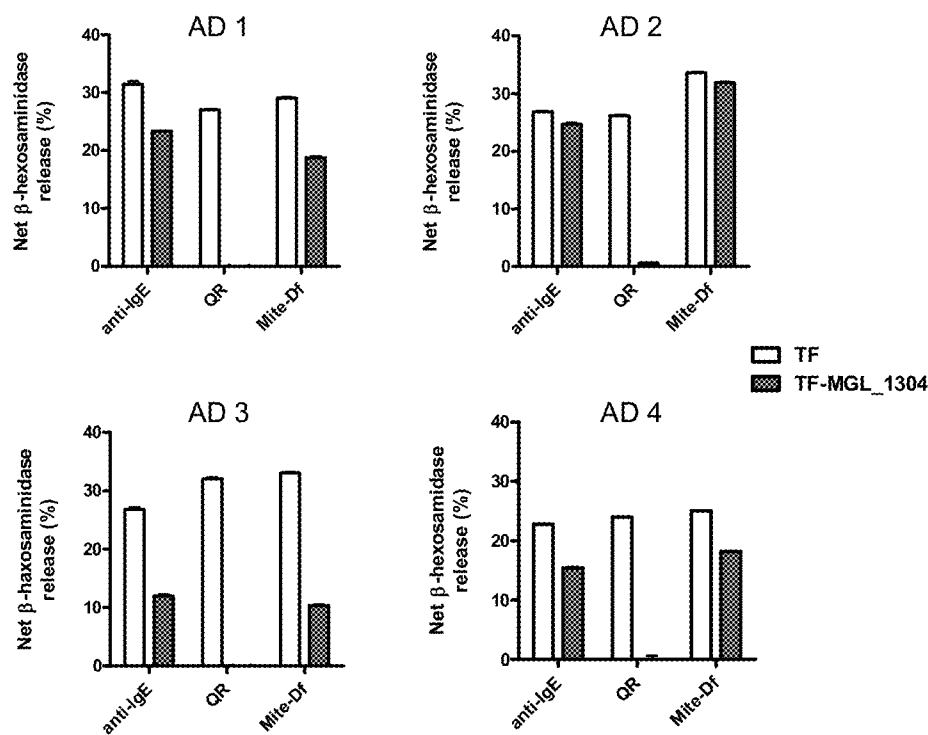 AD 1
Net β-hexosaminidase
release (%)
40
30
20
10
0
anti-IgE
QR
Mite-Df
AD 2
Net β-hexosaminidase
release (%)
40
30
20
10
0
anti-IgE
QR
Mite-Df
TF
TF-MGL_1304
AD 3
Net β-haxosaminidase
release (%)
40
30
20
10
0
anti-IgE
QR
Mite-Df
AD 4
Net β-hexosamidase
release (%)
40
30
20
10
0
anti-IgE
QR
Mite-Df